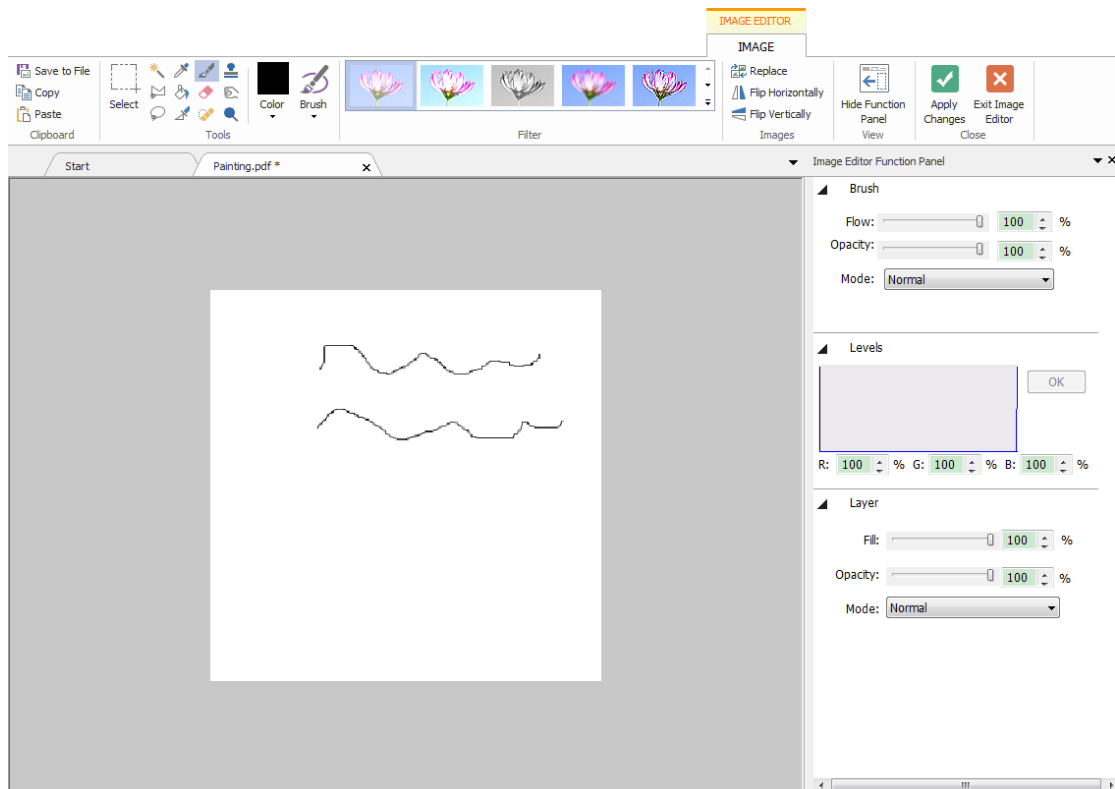 IMAGE EDITOR
IMAGE
Save to File
Copy
Paste
Clipboard
Select
Tools
Color
Brush
Filter
Replace
Flip Horizontally
Flip Vertically
Images
Hide Function
Panel
View
Apply
Changes
Exit Image
Editor
Close
Start
Painting.pdf *
Image Editor Function Panel
Brush
Flow: 100 %
Opacity: 100 %
Mode: Normal
Levels
OK
R: 100 % G: 100 % B: 100 %
Layer
Fill: 100 %
Opacity: 100 %
Mode: Normal